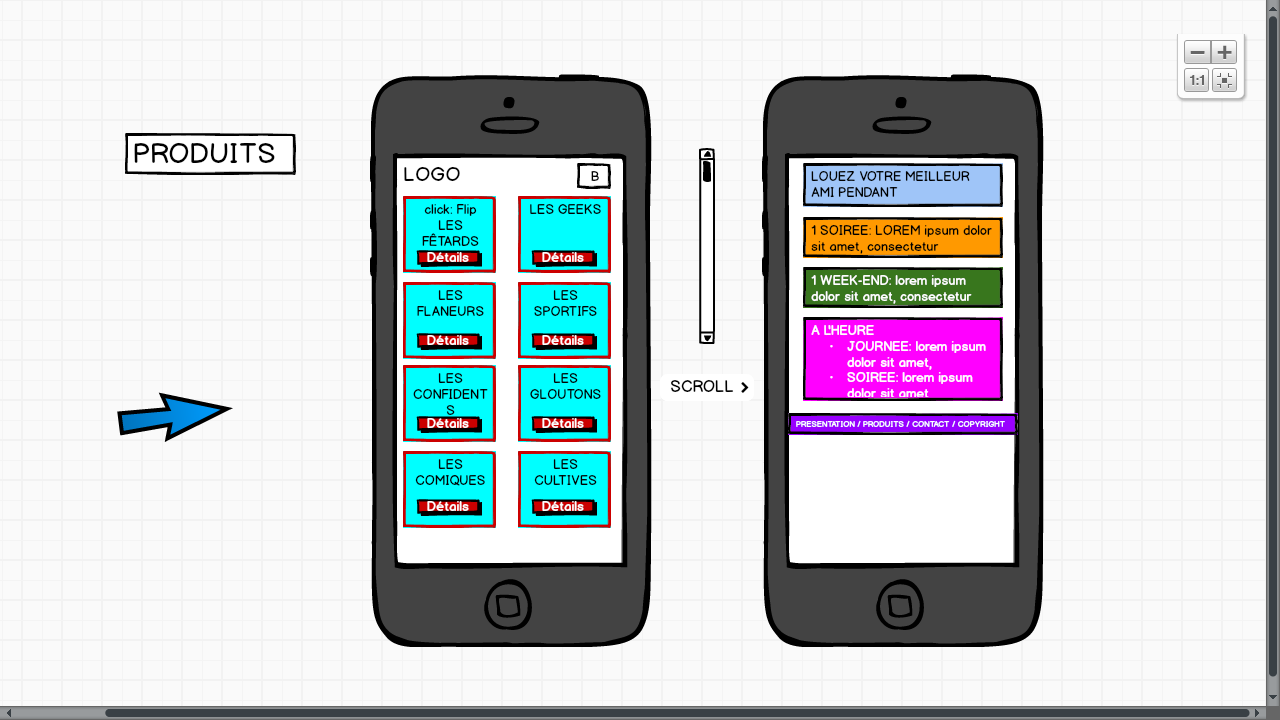 PRODUITS
LOGO
B
click: Flip
LES
FÊTARDS
Détails
LES GEEKS
Détails
LES
FLANEURS
Détails
LES
SPORTIFS
Détails
LES
CONFIDENT
S
Détails
LES
GLOUTONS
Détails
LES
COMIQUES
Détails
LES
CULTIVES
Détails
SCROLL
LOUEZ VOTRE MEILLEUR
AMI PENDANT
1 SOIREE: LOREM ipsum dolor
sit amet, consectetur
1 WEEK-END: lorem ipsum
dolor sit amet, consectetur
A L'HEURE
· JOURNEE: lorem ipsum
dolor sit amet,
· SOIREE: lorem ipsum
dolor sit amet
PRESENTATION / PRODUITS / CONTACT / COPYRIGHT
1:1